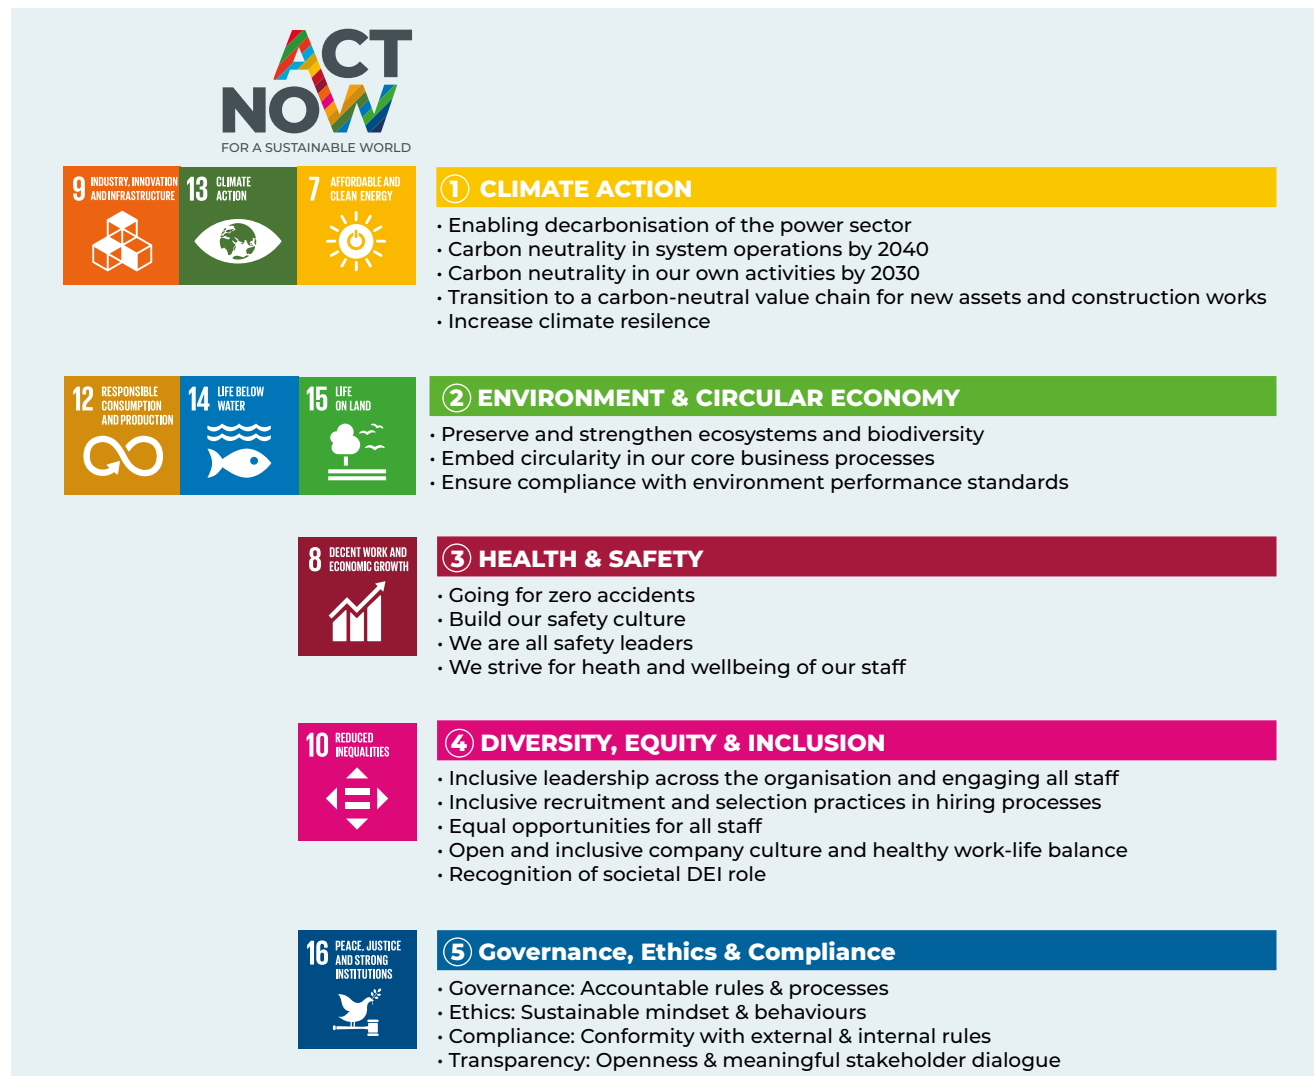 ACT
NOW
FOR A SUSTAINABLE WORLD
9 INDUSTRY, INNOVATION
AND INFRASTRUCTURE
13 CLIMATE
ACTION
7 AFFORDABLE AND
CLEAN ENERGY
① CLIMATE ACTION
· Enabling decarbonisation of the power sector
· Carbon neutrality in system operations by 2040
· Carbon neutrality in our own activities by 2030
· Transition to a carbon-neutral value chain for new assets and construction works
· Increase climate resilence
12 RESPONSIBLE
CONSUMPTION
AND PRODUCTION
14 LIFE BELOW
WATER
15 LIFE
ON LAND
② ENVIRONMENT & CIRCULAR ECONOMY
· Preserve and strengthen ecosystems and biodiversity
· Embed circularity in our core business processes
· Ensure compliance with environment performance standards
8 DECENT WORK AND
ECONOMIC GROWTH
③ HEALTH & SAFETY
· Going for zero accidents
· Build our safety culture
· We are all safety leaders
· We strive for heath and wellbeing of our staff
10 REDUCED
INEQUALITIES
④ DIVERSITY, EQUITY & INCLUSION
· Inclusive leadership across the organisation and engaging all staff
· Inclusive recruitment and selection practices in hiring processes
· Equal opportunities for all staff
· Open and inclusive company culture and healthy work-life balance
· Recognition of societal DEI role
16 PEACE, JUSTICE
AND STRONG
INSTITUTIONS
⑤ Governance, Ethics & Compliance
· Governance: Accountable rules & processes
· Ethics: Sustainable mindset & behaviours
· Compliance: Conformity with external & internal rules
· Transparency: Openness & meaningful stakeholder dialogue